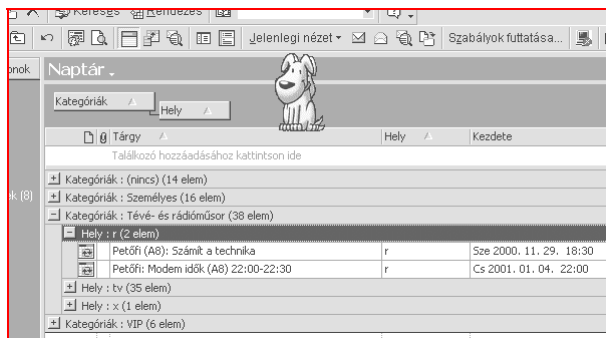 Keresés Rendezés
Jelenlegi nézet Szabályok futtatása...
Naptár
Kategóriák
Hely
Tárgy Hely Kezdete
Találkozó hozzáadásához kattintson ide
Kategóriák : (nincs) (14 elem)
(8) Kategóriák : Személyes (16 elem)
Kategóriák : Tévé- és rádióműsor (38 elem)
Hely : r (2 elem)
Petőfi (A8): Számít a technika r Sze 2000. 11. 29. 18:30
Petőfi: Modem idők (A8) 22:00-22:30 r Cs 2001. 01. 04. 22:00
Hely : tv (35 elem)
Hely : x (1 elem)
Kategóriák : VIP (6 elem)